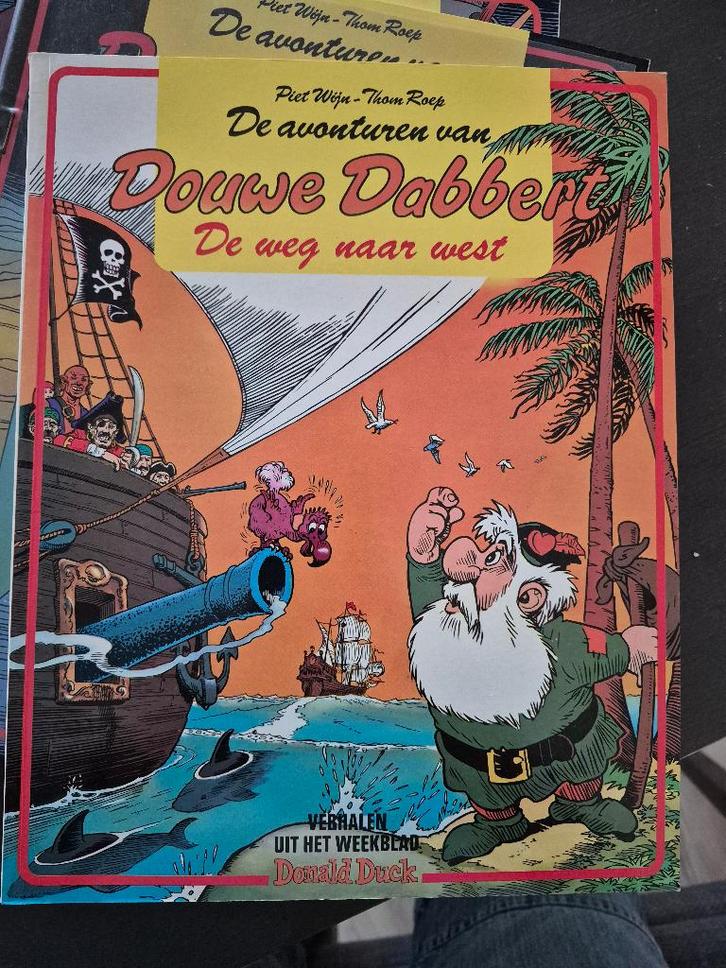 Piet Wijn - Thom Roep
De avonturen
Piet Wijn - Thom Roep
De avonturen van
Douwe Dabbert
De weg naar west
VERHALEN
UIT HET WEEKBLAD
Donald Duck